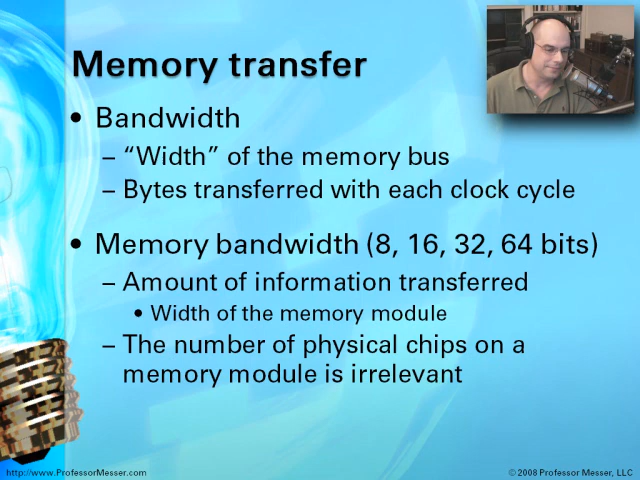 Memory transfer
• Bandwidth
– “Width” of the memory bus
– Bytes transferred with each clock cycle
• Memory bandwidth (8, 16, 32, 64 bits)
– Amount of information transferred
• Width of the memory module
– The number of physical chips on a
memory module is irrelevant
http://www.ProfessorMesser.com
© 2008 Professor Messer, LLC